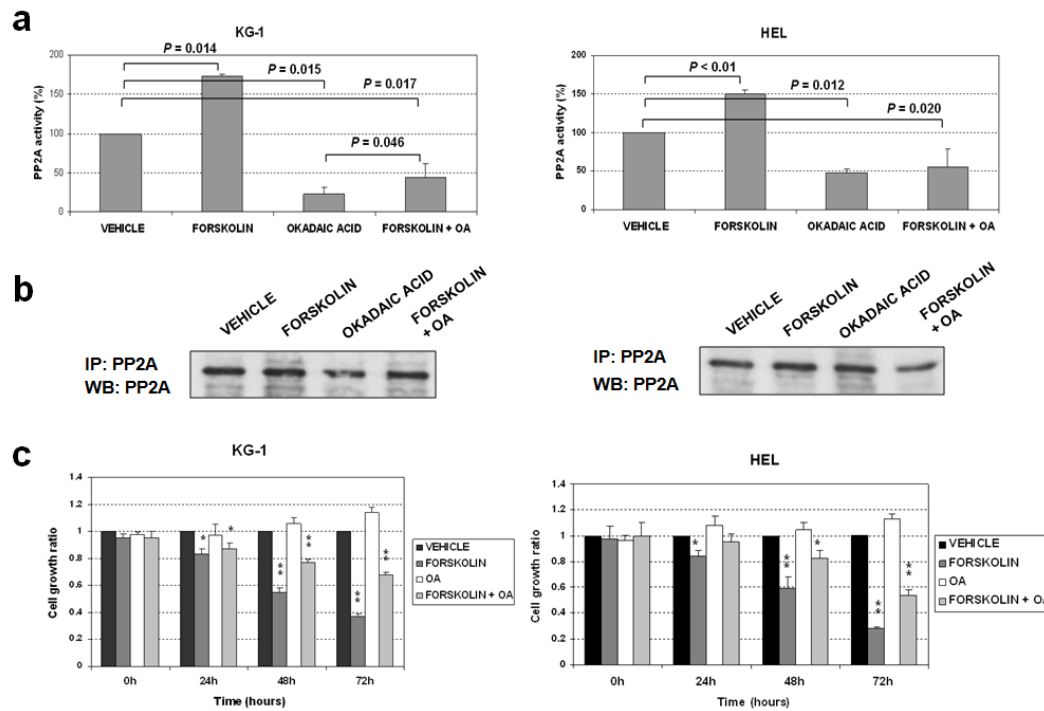 a
KG-1
P = 0.014
P = 0.015
P = 0.017
P = 0.046
PP2A activity (%)
200
150
100
50
0
VEHICLE
FORSKOLIN
OKADAIC ACID
FORSKOLIN + OA
HEL
P < 0.01
P = 0.012
P = 0.020
PP2A activity (%)
200
150
100
50
0
VEHICLE
FORSKOLIN
OKADAIC ACID
FORSKOLIN + OA
b
VEHICLE
FORSKOLIN
OKADAIC ACID
FORSKOLIN
+ OA
IP: PP2A
WB: PP2A
VEHICLE
FORSKOLIN
OKADAIC ACID
FORSKOLIN
+ OA
IP: PP2A
WB: PP2A
c
KG-1
Cell growth ratio
1.4
1.2
1
0.8
0.6
0.4
0.2
0
*
*
**
**
**
**
0h
24h
48h
72h
Time (hours)
VEHICLE
FORSKOLIN
OA
FORSKOLIN + OA
HEL
Cell growth ratio
1.4
1.2
1
0.8
0.6
0.4
0.2
0
*
**
*
**
**
0h
24h
48h
72h
Time (hours)
VEHICLE
FORSKOLIN
OA
FORSKOLIN + OA